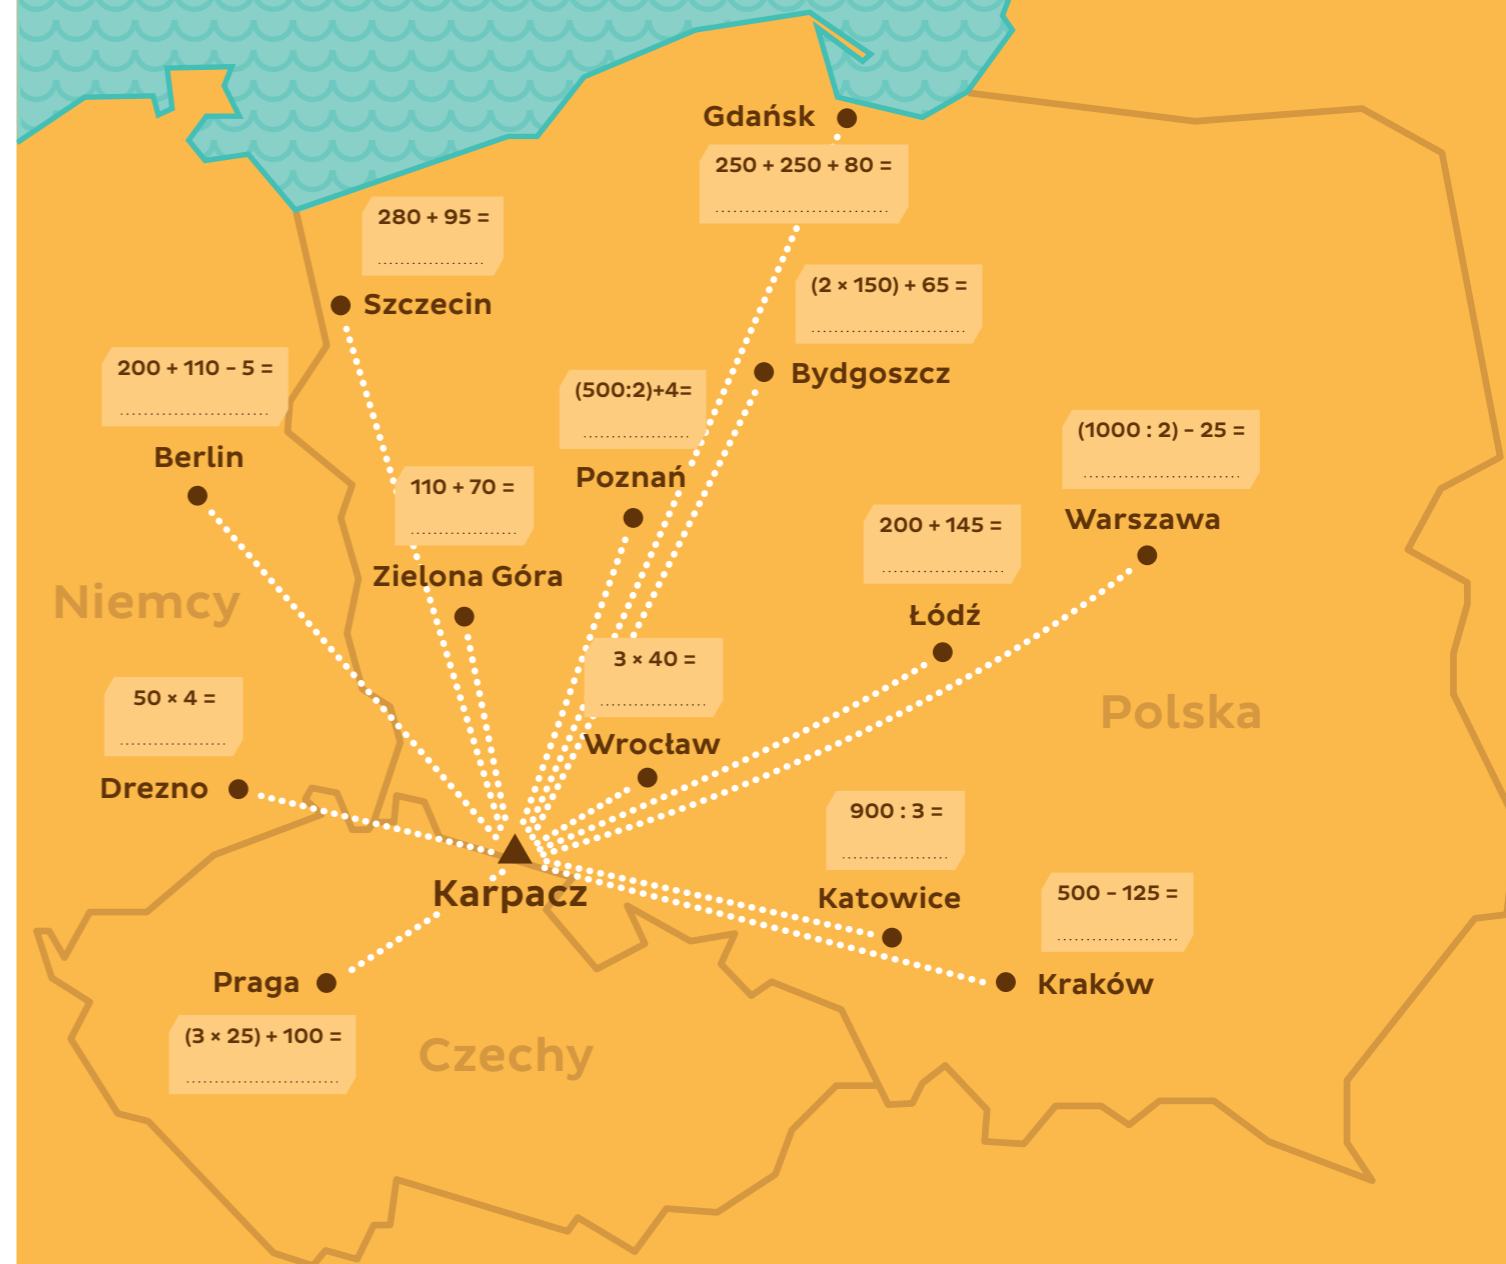 Gdańsk
250 + 250 + 80 =
............................
280 + 95 =
...................
Szczecin
(2 × 150) + 65 =
..........................
Bydgoszcz
200 + 110 - 5 =
.........................
Berlin
(500:2)+4=
..................
Poznań
(1000 : 2) - 25 =
..........................
Warszawa
110 + 70 =
..................
Zielona Góra
200 + 145 =
.....................
Łódź
Niemcy
3 × 40 =
..................
Wrocław
50 × 4 =
..................
Drezno
Polska
900 : 3 =
..................
Katowice
Karpacz
500 - 125 =
.....................
Kraków
Praga
(3 × 25) + 100 =
..........................
Czechy